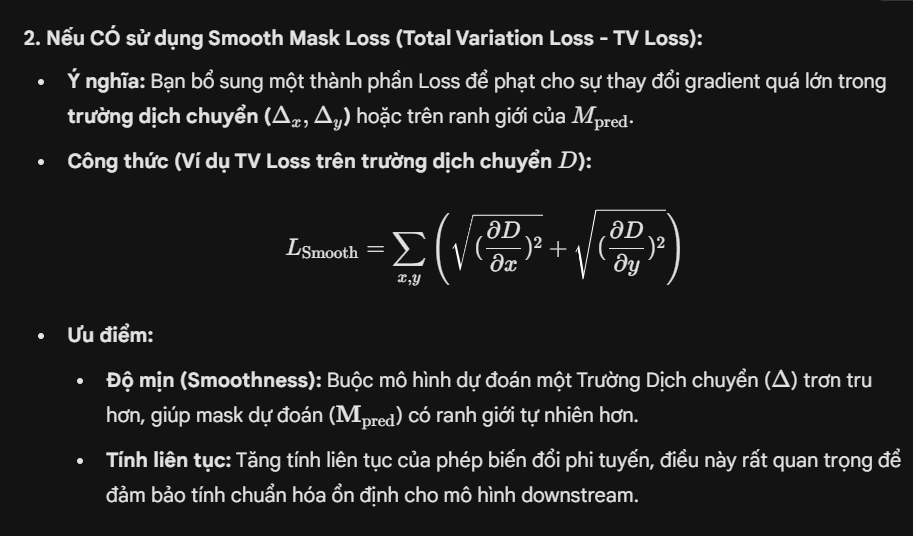 2. Nếu CÓ sử dụng Smooth Mask Loss (Total Variation Loss - TV Loss):
• Ý nghĩa: Bạn bổ sung một thành phần Loss để phạt cho sự thay đổi gradient quá lớn trong
trường dịch chuyển (Δₓ, Δᵧ) hoặc trên ranh giới của M_pred.
• Công thức (Ví dụ TV Loss trên trường dịch chuyển D):
L_Smooth = ∑_{x,y} ( √((∂D/∂x)²) + √((∂D/∂y)²) )
• Ưu điểm:
• Độ mịn (Smoothness): Buộc mô hình dự đoán một Trường Dịch chuyển (Δ) trơn tru
hơn, giúp mask dự đoán (M_pred) có ranh giới tự nhiên hơn.
• Tính liên tục: Tăng tính liên tục của phép biến đổi phi tuyến, điều này rất quan trọng để
đảm bảo tính chuẩn hóa ổn định cho mô hình downstream.